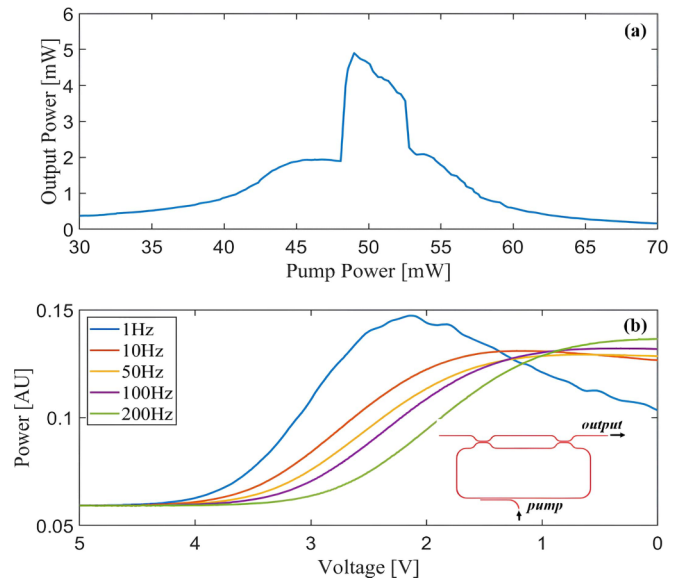 (a)
Output Power [mW]
6
5
4
3
2
1
0
30 35 40 45 50 55 60 65 70
Pump Power [mW]
(b)
Power [AU]
0.15
0.1
0.05
1Hz
10Hz
50Hz
100Hz
200Hz
output
pump
5 4 3 2 1 0
Voltage [V]